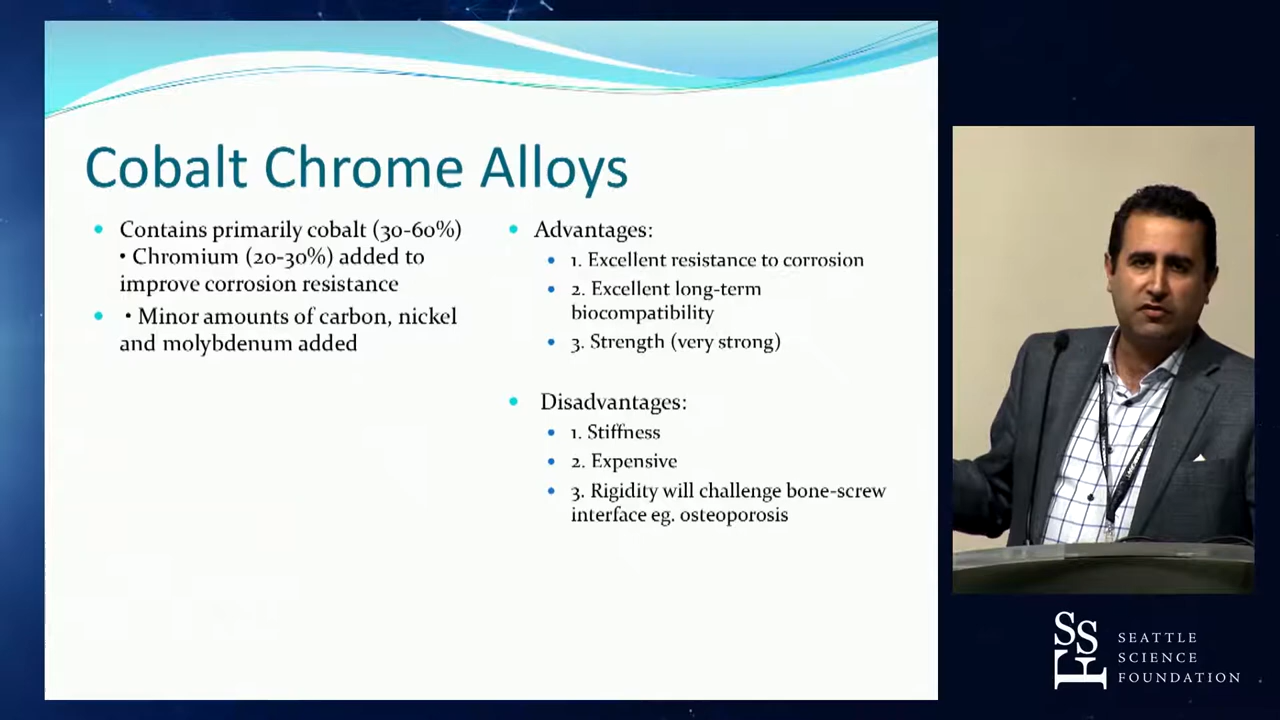 Cobalt Chrome Alloys
• Contains primarily cobalt (30-60%)
• Chromium (20-30%) added to
improve corrosion resistance
• • Minor amounts of carbon, nickel
and molybdenum added
• Advantages:
• 1. Excellent resistance to corrosion
• 2. Excellent long-term
biocompatibility
• 3. Strength (very strong)
• Disadvantages:
• 1. Stiffness
• 2. Expensive
• 3. Rigidity will challenge bone-screw
interface eg. osteoporosis
SSF
SEATTLE
SCIENCE
FOUNDATION